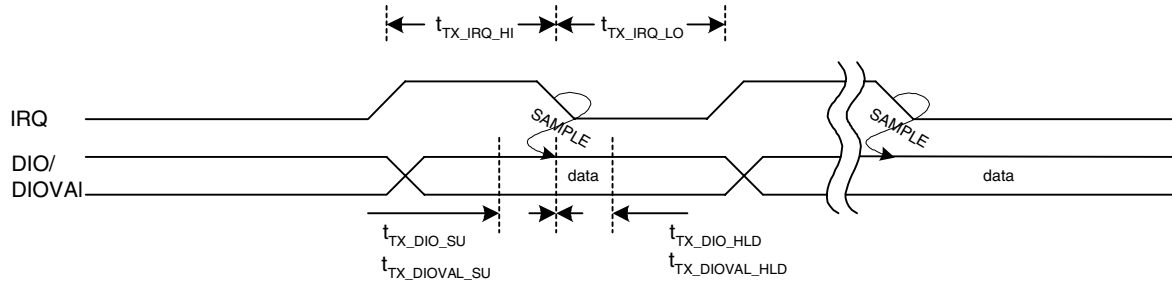 tTX_IRQ_HI
tTX_IRQ_LO
IRQ
SAMPLE
SAMPLE
DIO/
DIOVAl
data
data
tTX_DIO_SU
tTX_DIOVAL_SU
tTX_DIO_HLD
tTX_DIOVAL_HLD